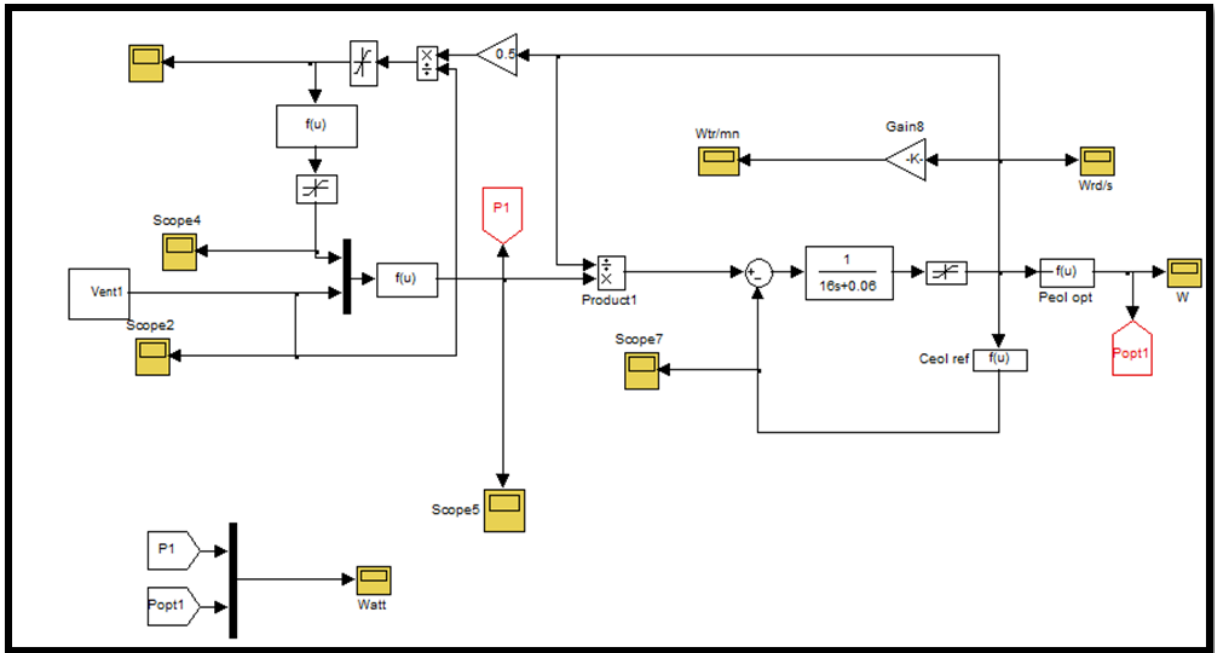 0.5
×
÷
f(u)
Gain8
Wtr/mn
-K-
Wrd/s
P1
Scope4
Vent1
f(u)
÷
×
Product1
+
-
1
16s+0.06
f(u)
Peol opt
W
Scope2
Scope7
Ceol ref
f(u)
Popt1
Scope5
P1
Popt1
Watt